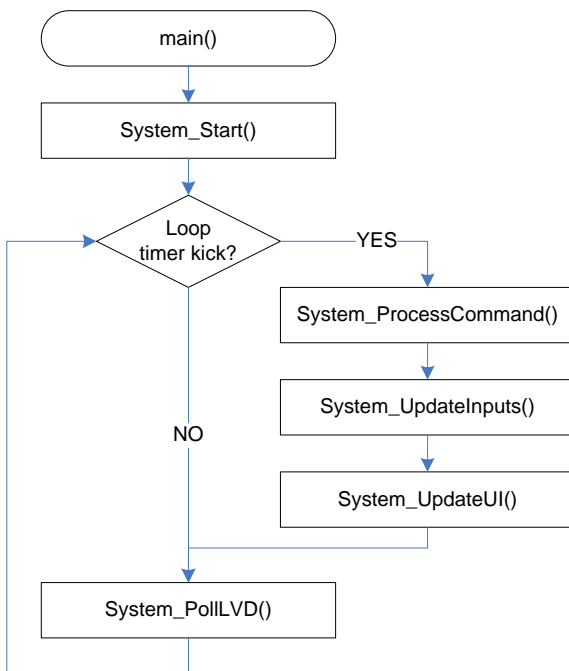 main()
System_Start()
Loop
timer kick?
YES
System_ProcessCommand()
System_UpdateInputs()
NO
System_UpdateUI()
System_PollLVD()